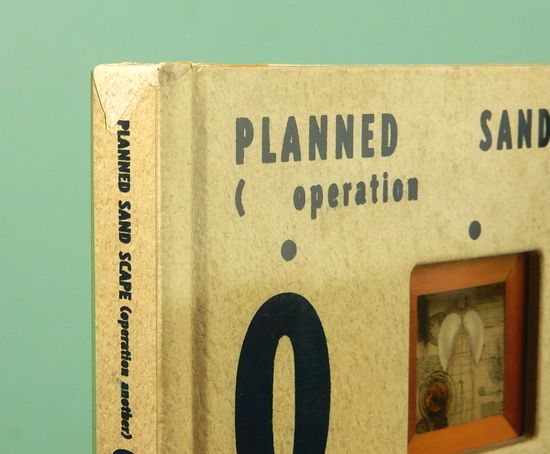 PLANNED SAND SCAPE (operation another)
PLANNED SAND
( operation
0